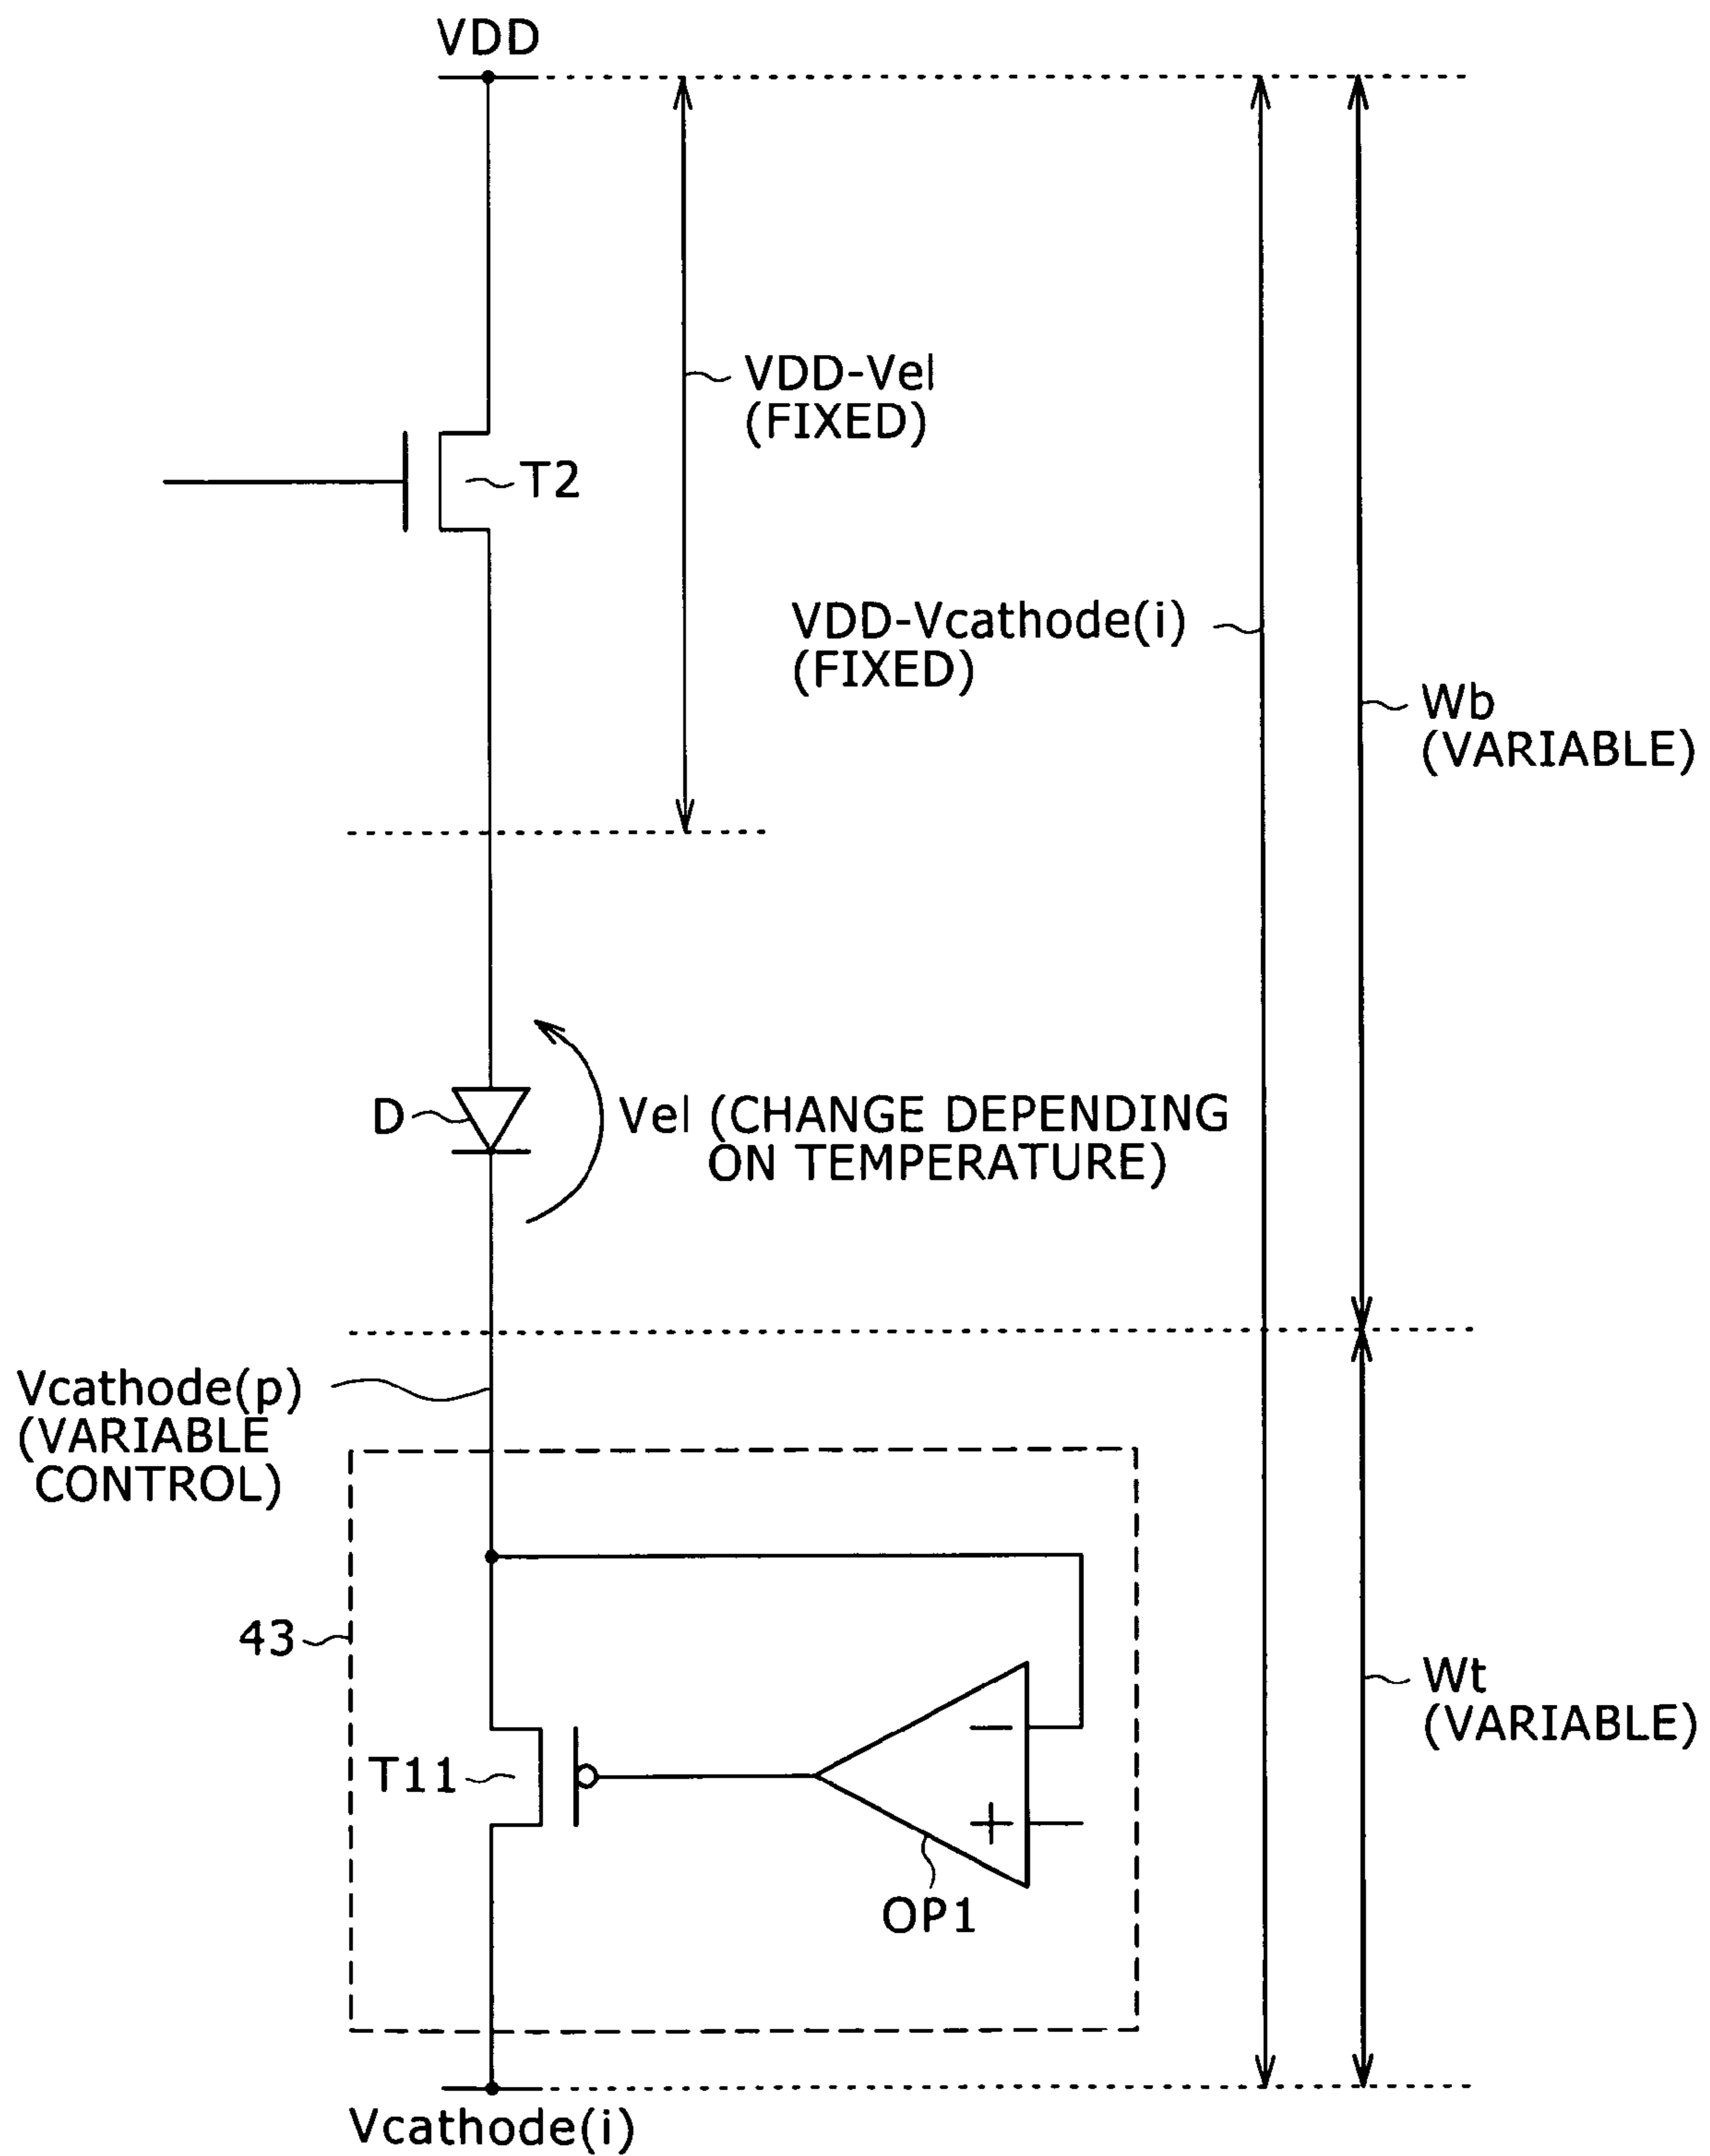 VDD
VDD-Vel
(FIXED)
T2
VDD-Vcathode(i)
(FIXED)
Wb
(VARIABLE)
D
Vel (CHANGE DEPENDING
ON TEMPERATURE)
Vcathode(p)
(VARIABLE
CONTROL)
43
Wt
(VARIABLE)
T11
−
+
OP1
Vcathode(i)